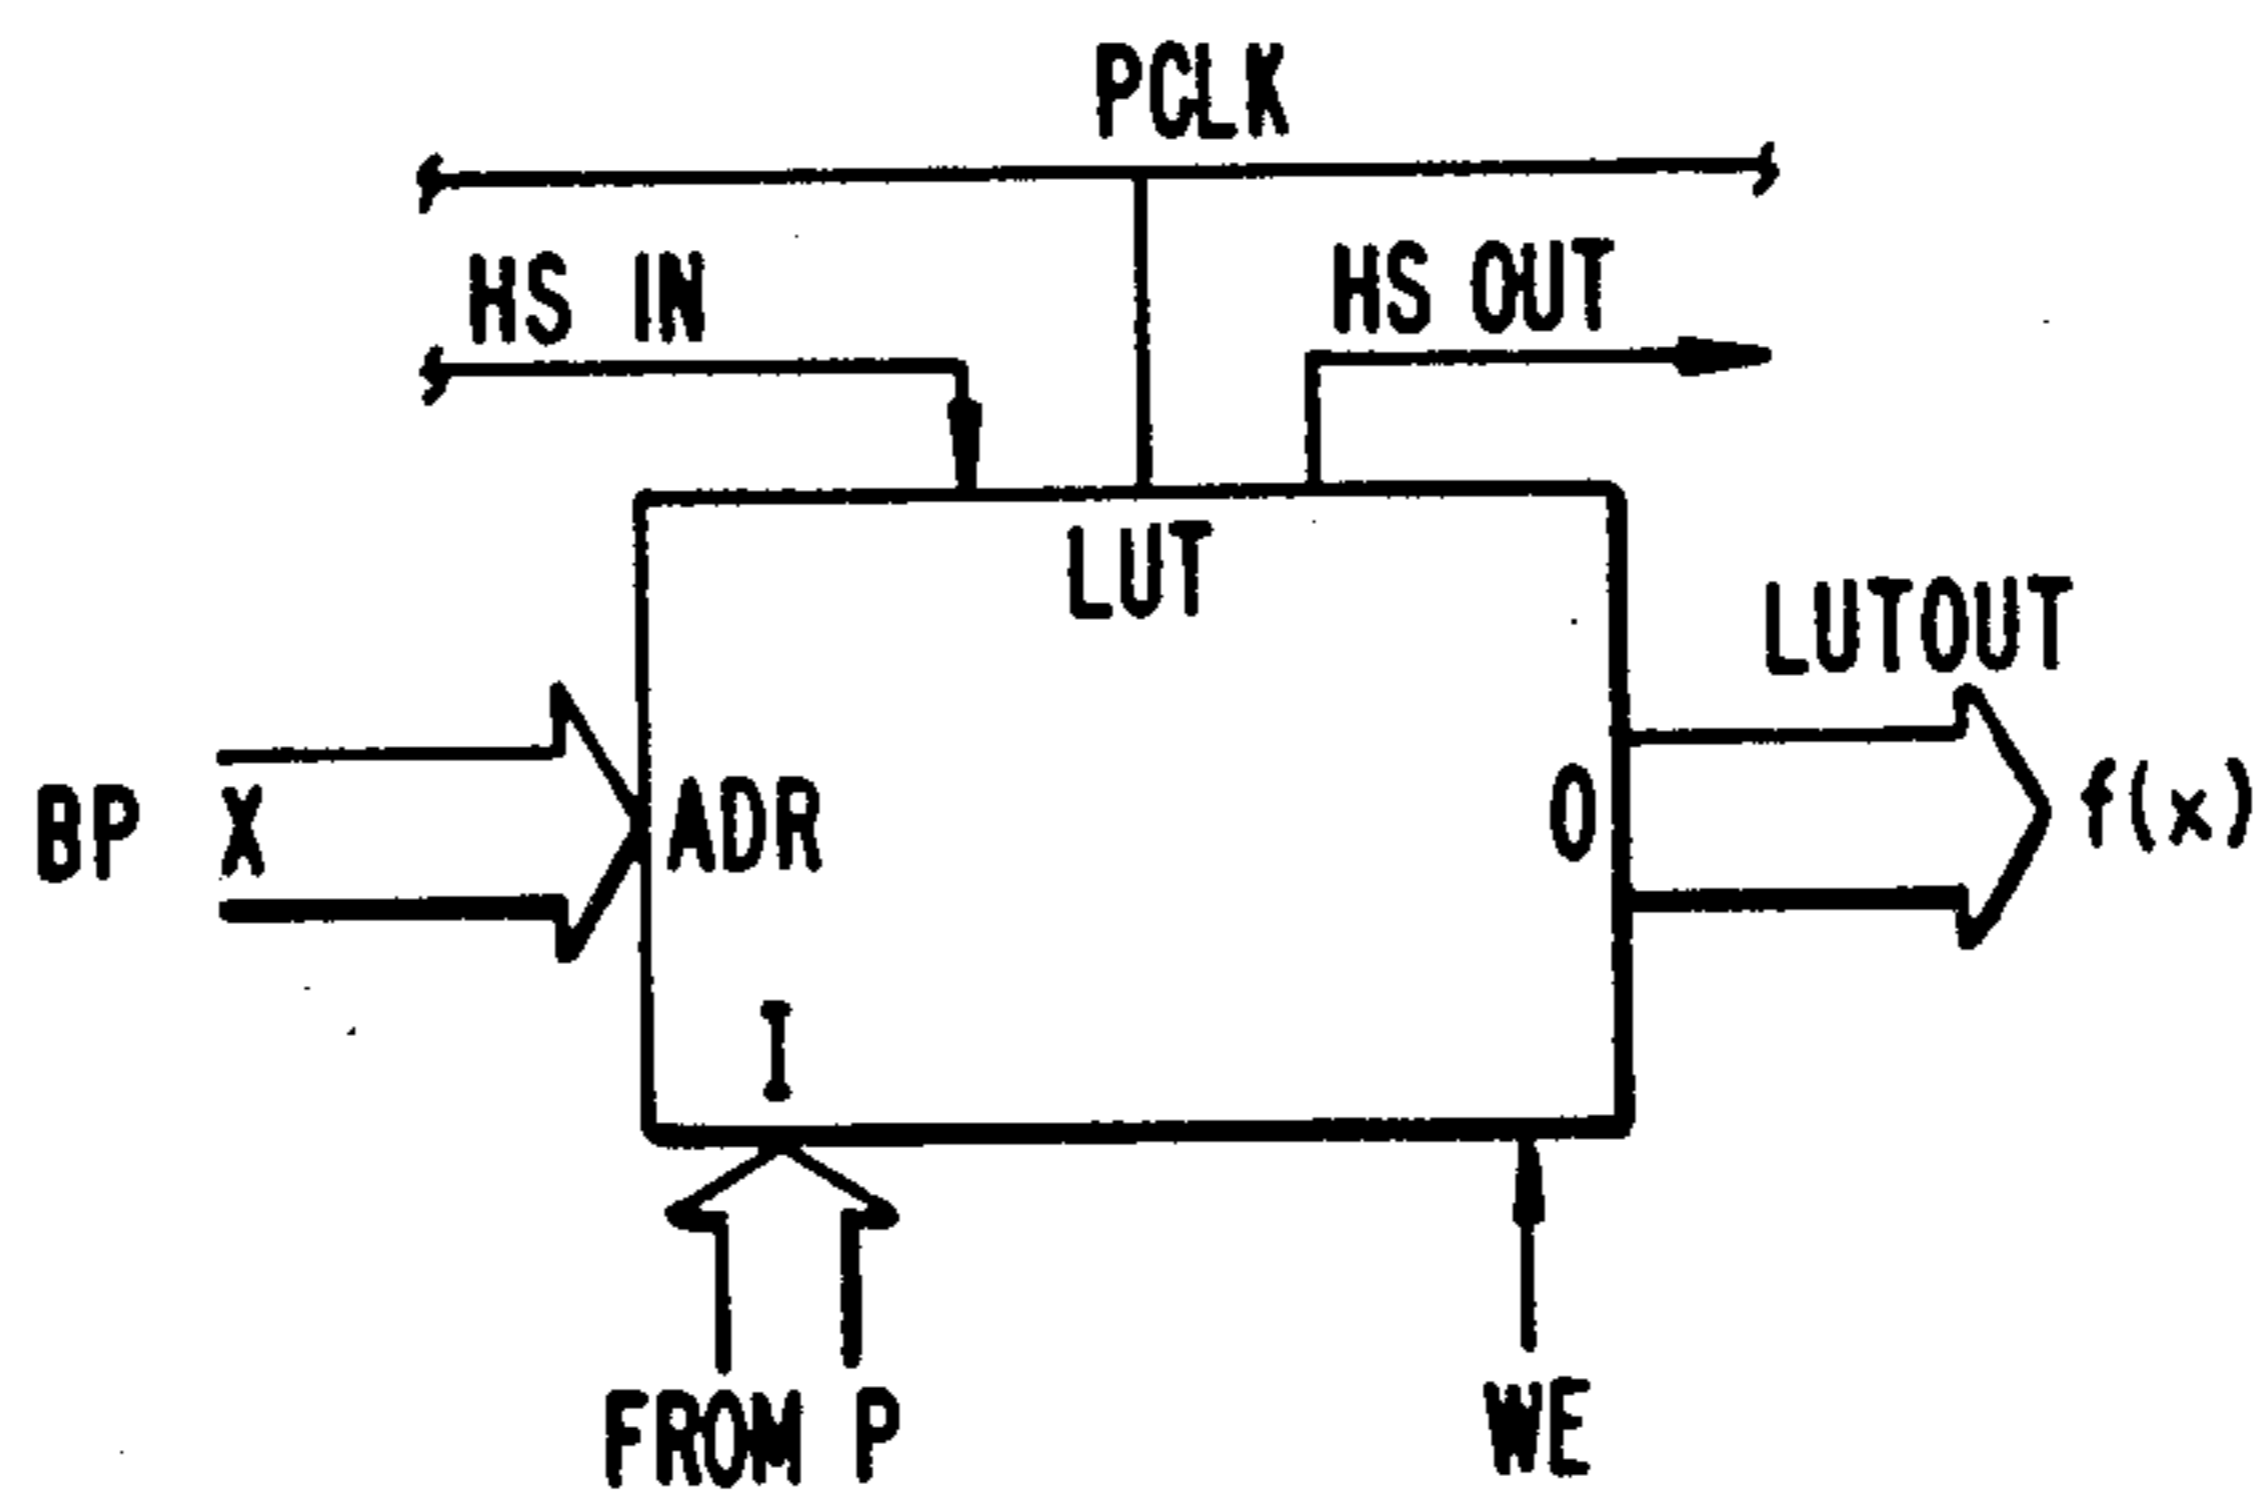 PCLK
HS IN
HS OUT
LUT
LUTOUT
BP X
ADR
O
f(x)
I
FROM P
WE